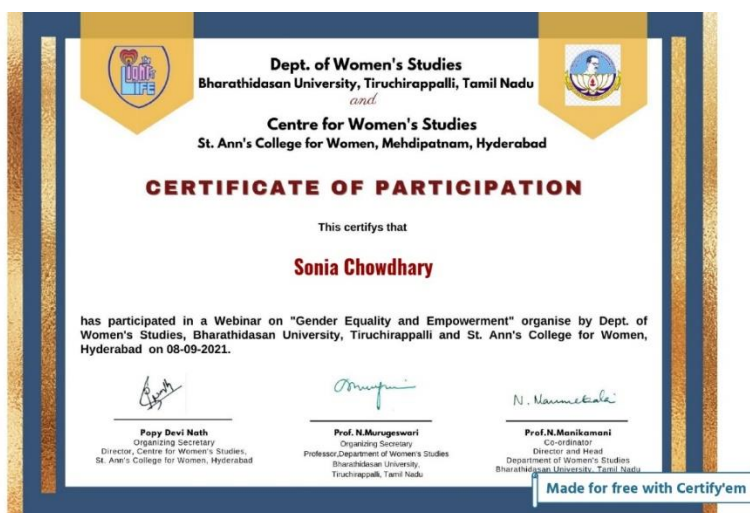 Dept. of Women's Studies
Bharathidasan University, Tiruchirappalli, Tamil Nadu
and
Centre for Women's Studies
St. Ann's College for Women, Mehdipatnam, Hyderabad
CERTIFICATE OF PARTICIPATION
This certifys that
Sonia Chowdhary
has participated in a Webinar on "Gender Equality and Empowerment" organise by Dept. of
Women's Studies, Bharathidasan University, Tiruchirappalli and St. Ann's College for Women,
Hyderabad on 08-09-2021.
Popy Devi Nath
Organizing Secretary
Director, Centre for Women's Studies,
St. Ann's College for Women, Hyderabad
Prof. N.Murugeswari
Organizing Secretary
Professor,Department of Women's Studies
Bharathidasan University,
Tiruchirappalli, Tamil Nadu
Prof.N.Manikamani
Co-ordinator
Director and Head
Department of Women's Studies
Bharathidasan University, Tamil Nadu
Made for free with Certify'em